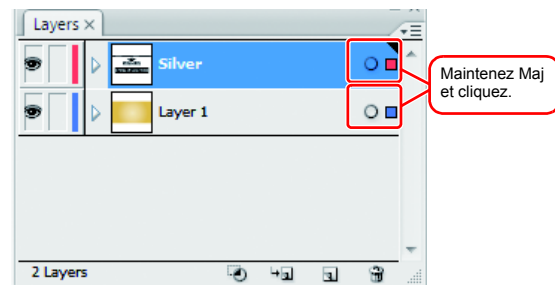 Layers ×
Silver
Layer 1
Maintenez Maj
et cliquez.
2 Layers